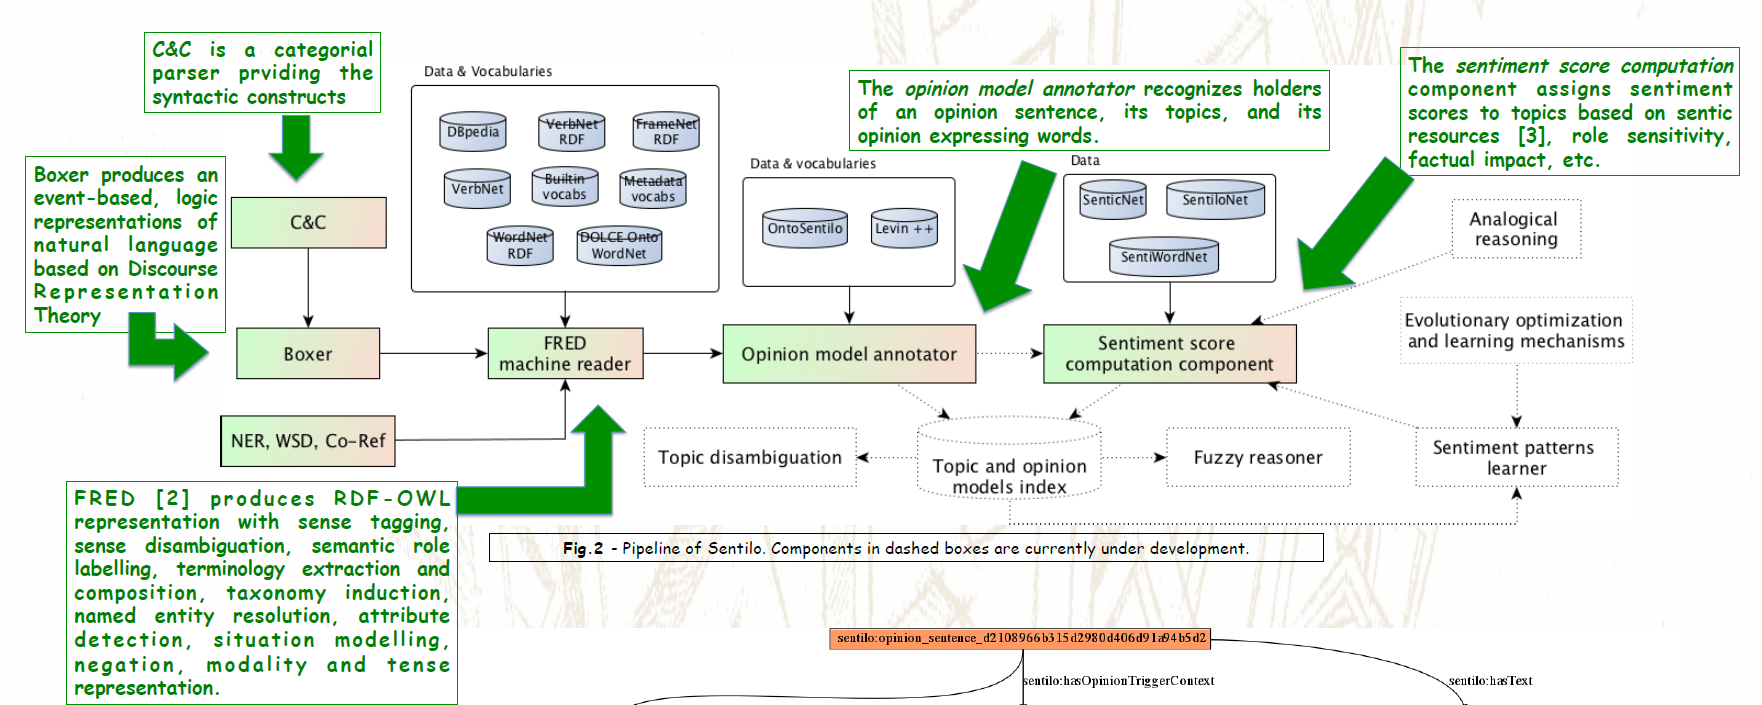 C&C is a categorial
parser prviding the
syntactic constructs
Boxer produces an
event-based, logic
representations of
natural language
based on Discourse
Representation
Theory
C&C
Boxer
NER, WSD, Co-Ref
Data & Vocabularies
DBpedia
VerbNet
RDF
FrameNet
RDF
VerbNet
Builtin
vocabs
Metadata
vocabs
WordNet
RDF
DOLCE Onto
WordNet
FRED
machine reader
The opinion model annotator recognizes holders
of an opinion sentence, its topics, and its
opinion expressing words.
Data & vocabularies
OntoSentilo
Levin ++
Opinion model annotator
The sentiment score computation
component assigns sentiment
scores to topics based on sentic
resources [3], role sensitivity,
factual impact, etc.
Data
SenticNet
SentiloNet
SentiWordNet
Sentiment score
computation component
Analogical
reasoning
Evolutionary optimization
and learning mechanisms
Topic disambiguation
Topic and opinion
models index
Fuzzy reasoner
Sentiment patterns
learner
FRED [2] produces RDF-OWL
representation with sense tagging,
sense disambiguation, semantic role
labelling, terminology extraction and
composition, taxonomy induction,
named entity resolution, attribute
detection, situation modelling,
negation, modality and tense
representation.
Fig.2 - Pipeline of Sentilo. Components in dashed boxes are currently under development.
sentilo:opinion_sentence_d2108966b315d2980d406d91a94b5d2
sentilo:hasOpinionTriggerContext
sentilo:hasText